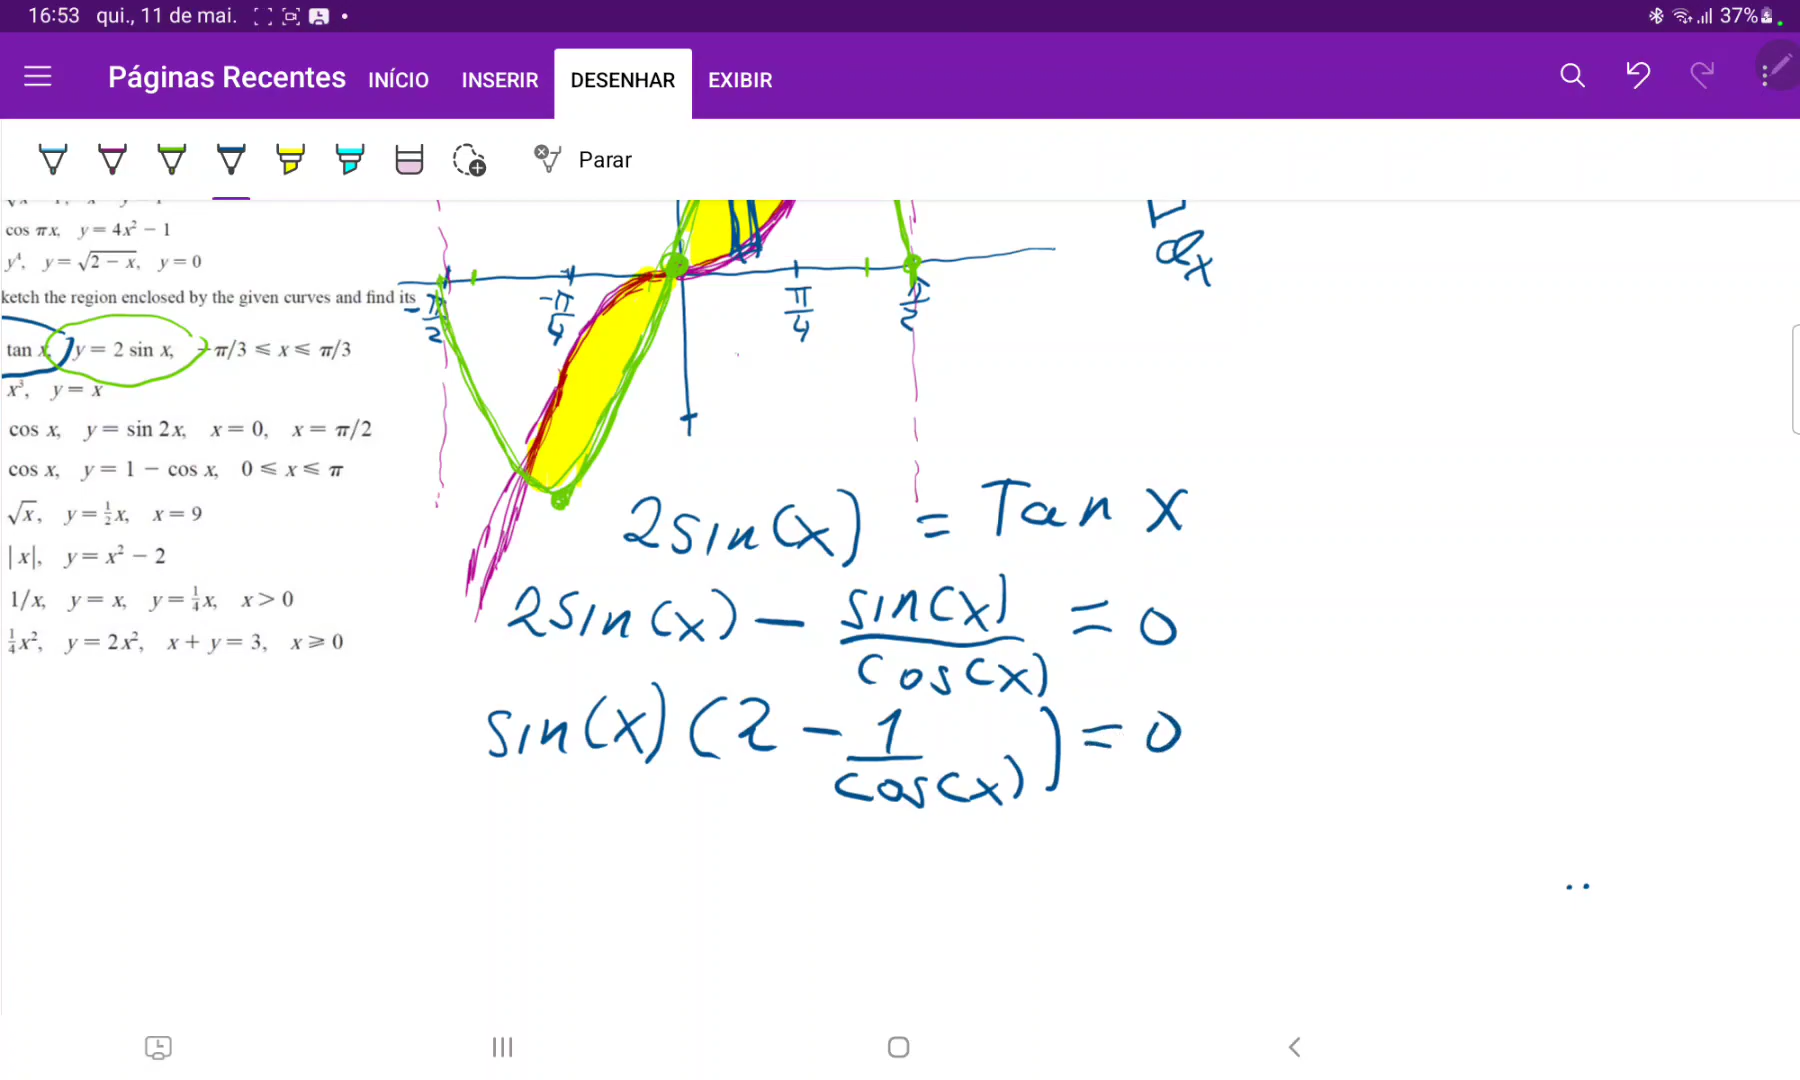 16:53 qui., 11 de mai. 37%
Páginas Recentes INÍCIO INSERIR DESENHAR EXIBIR
Parar
cos πx, y = 4x² − 1
y⁴, y = √(2 − x), y = 0
ketch the region enclosed by the given curves and find its
tan x, y = 2 sin x, −π/3 ⩽ x ⩽ π/3
x³, y = x
cos x, y = sin 2x, x = 0, x = π/2
cos x, y = 1 − cos x, 0 ⩽ x ⩽ π
√x, y = ½x, x = 9
|x|, y = x² − 2
1/x, y = x, y = ¼x, x > 0
¼x², y = 2x², x + y = 3, x ⩾ 0
dx
−π/2 −π/4 π/4 π/2
2sin(x) = Tan x
2sin(x) − sin(x)/cos(x) = 0
sin(x)(2 − 1/cos(x)) = 0